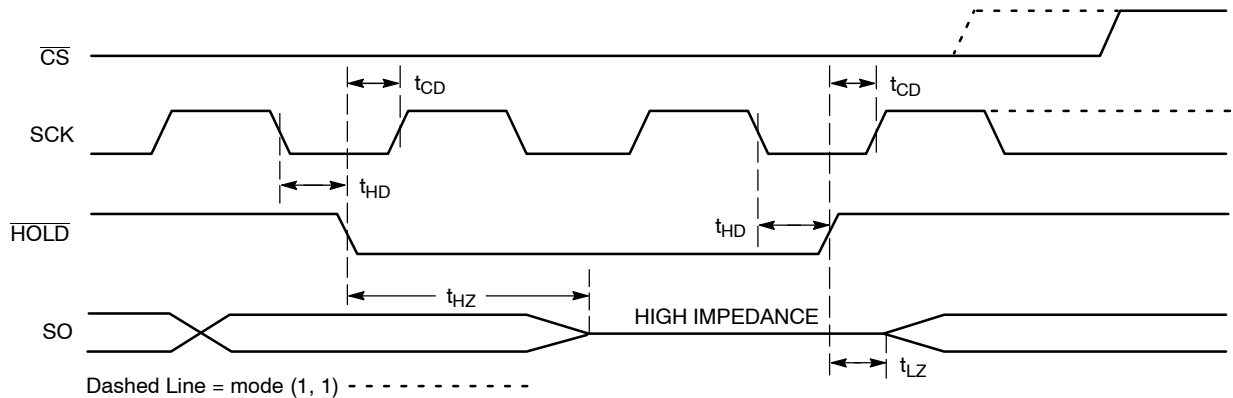 CS
tCD
tCD
SCK
tHD
HOLD
tHD
tHZ
HIGH IMPEDANCE
SO
tLZ
Dashed Line = mode (1, 1)